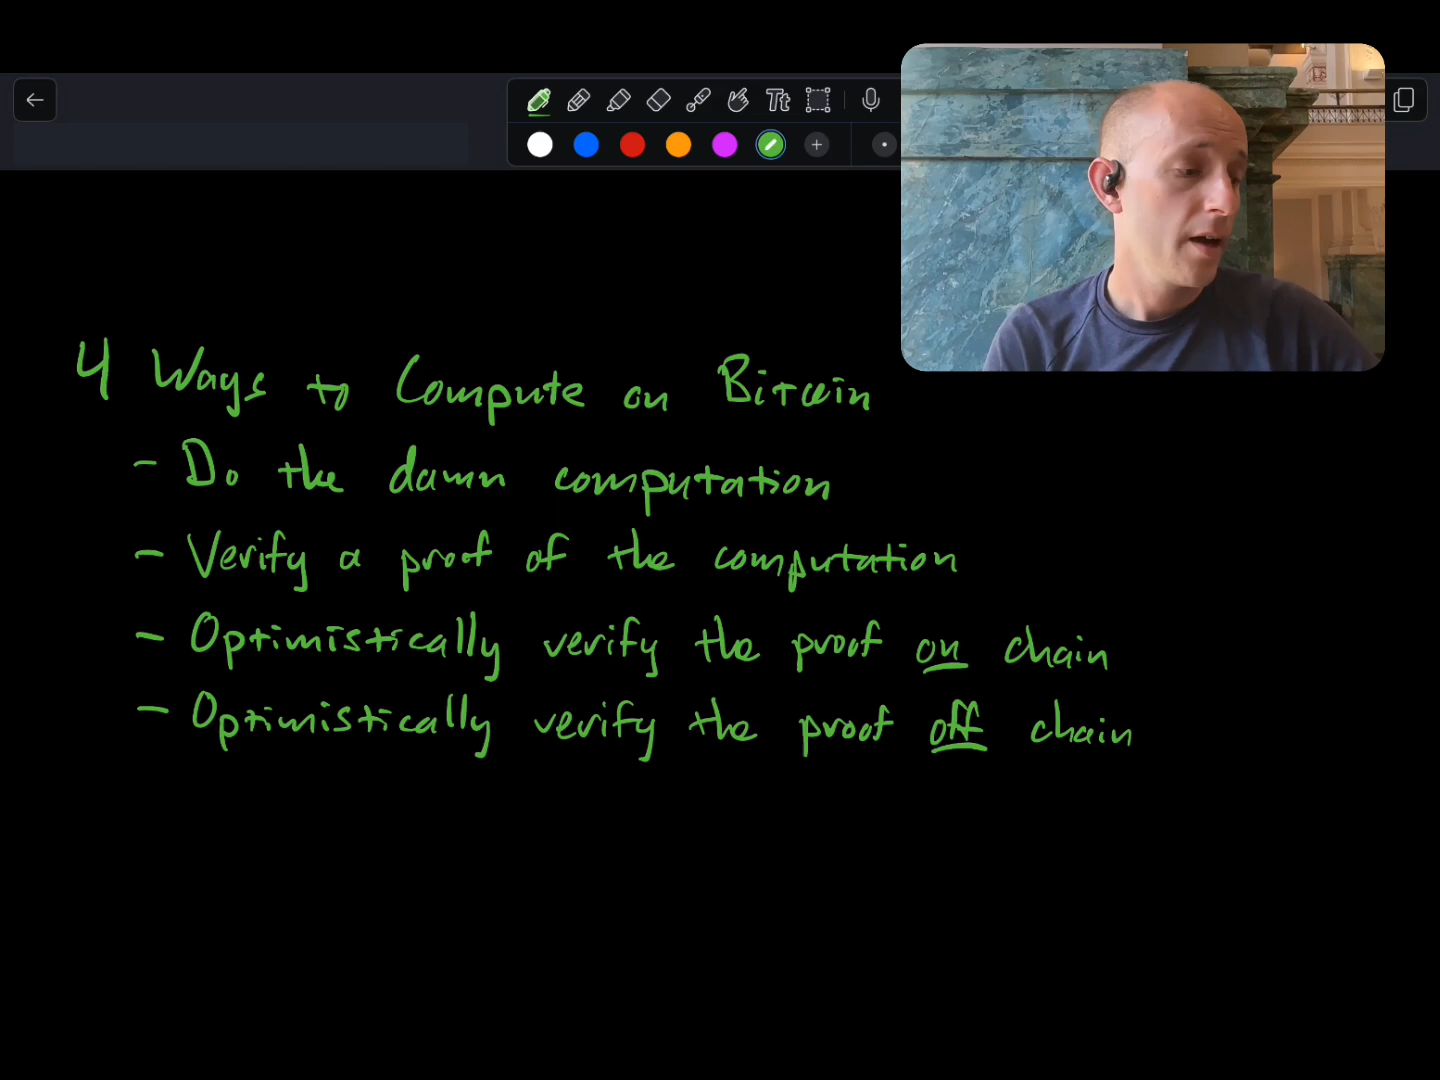 Tt
4 Ways to Compute on Bitcoin
- Do the damn computation
- Verify a proof of the computation
- Optimistically verify the proof on chain
- Optimistically verify the proof off chain